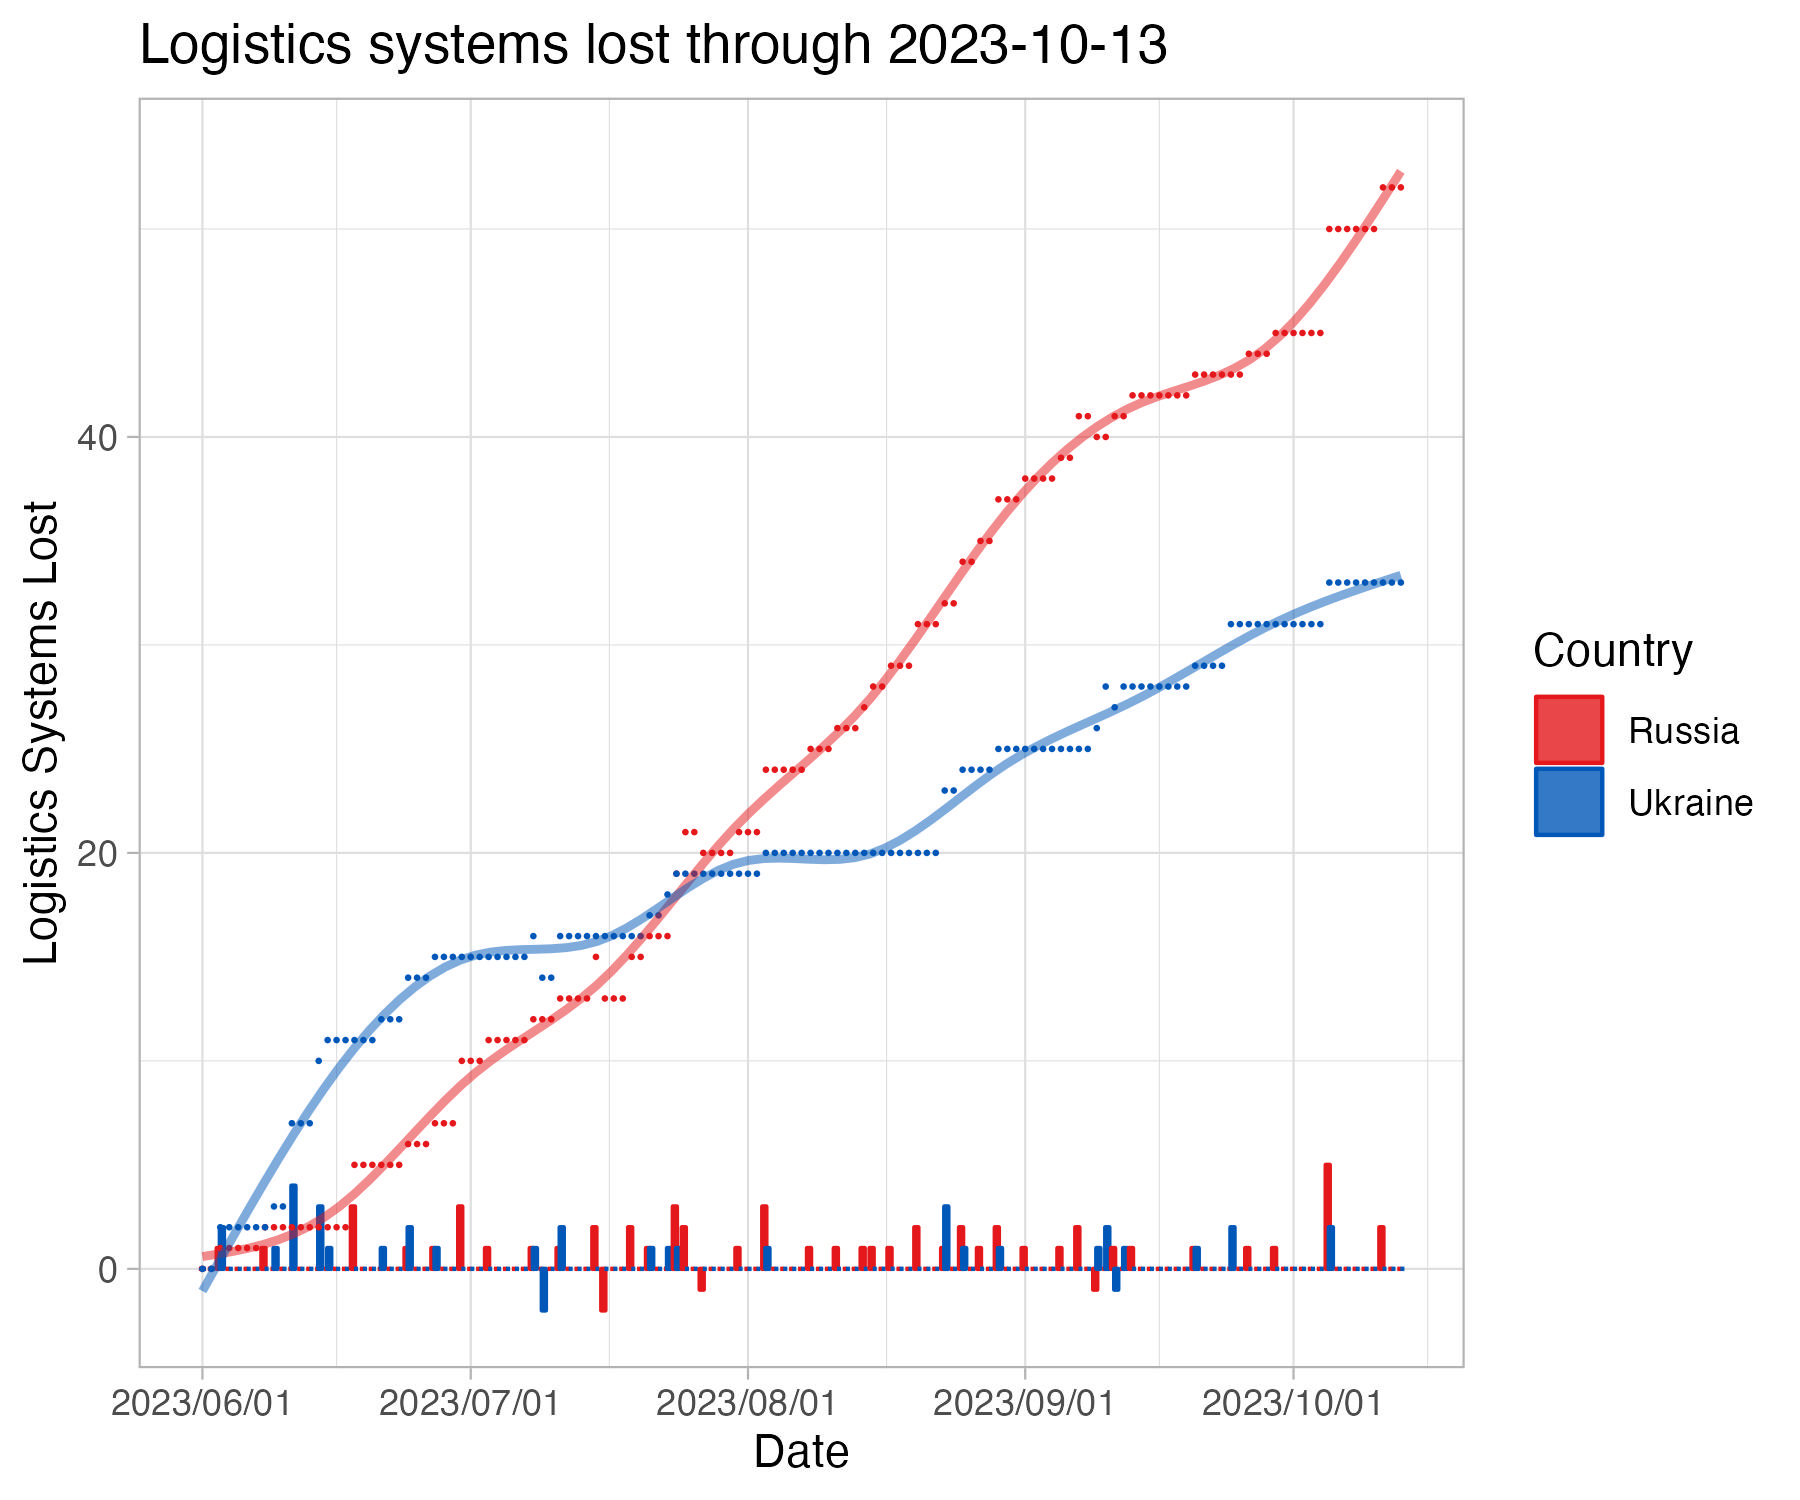 Logistics systems lost through 2023-10-13
Logistics Systems Lost
40
20
0
2023/06/01 2023/07/01 2023/08/01 2023/09/01 2023/10/01
Date
Country
Russia
Ukraine